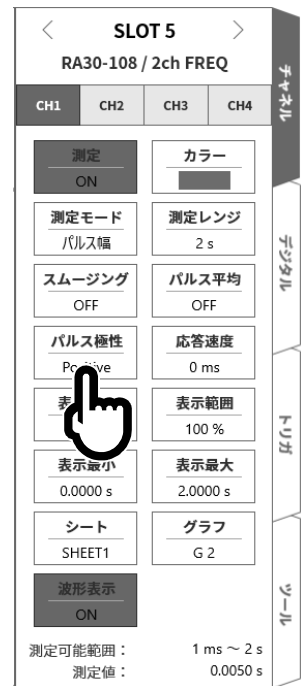 SLOT 5
RA30-108 / 2ch FREQ
CH1 CH2 CH3 CH4
測定 カラー
ON
測定モード 測定レンジ
パルス幅 2 s
スムージング パルス平均
OFF OFF
パルス極性 応答速度
0 ms
表示範囲
100 %
表示最小 表示最大
0.0000 s 2.0000 s
シート グラフ
SHEET1 G 2
波形表示
ON
測定可能範囲： 1 ms ～ 2 s
測定値： 0.0050 s
チャネル
デジタル
トリガ
ツール